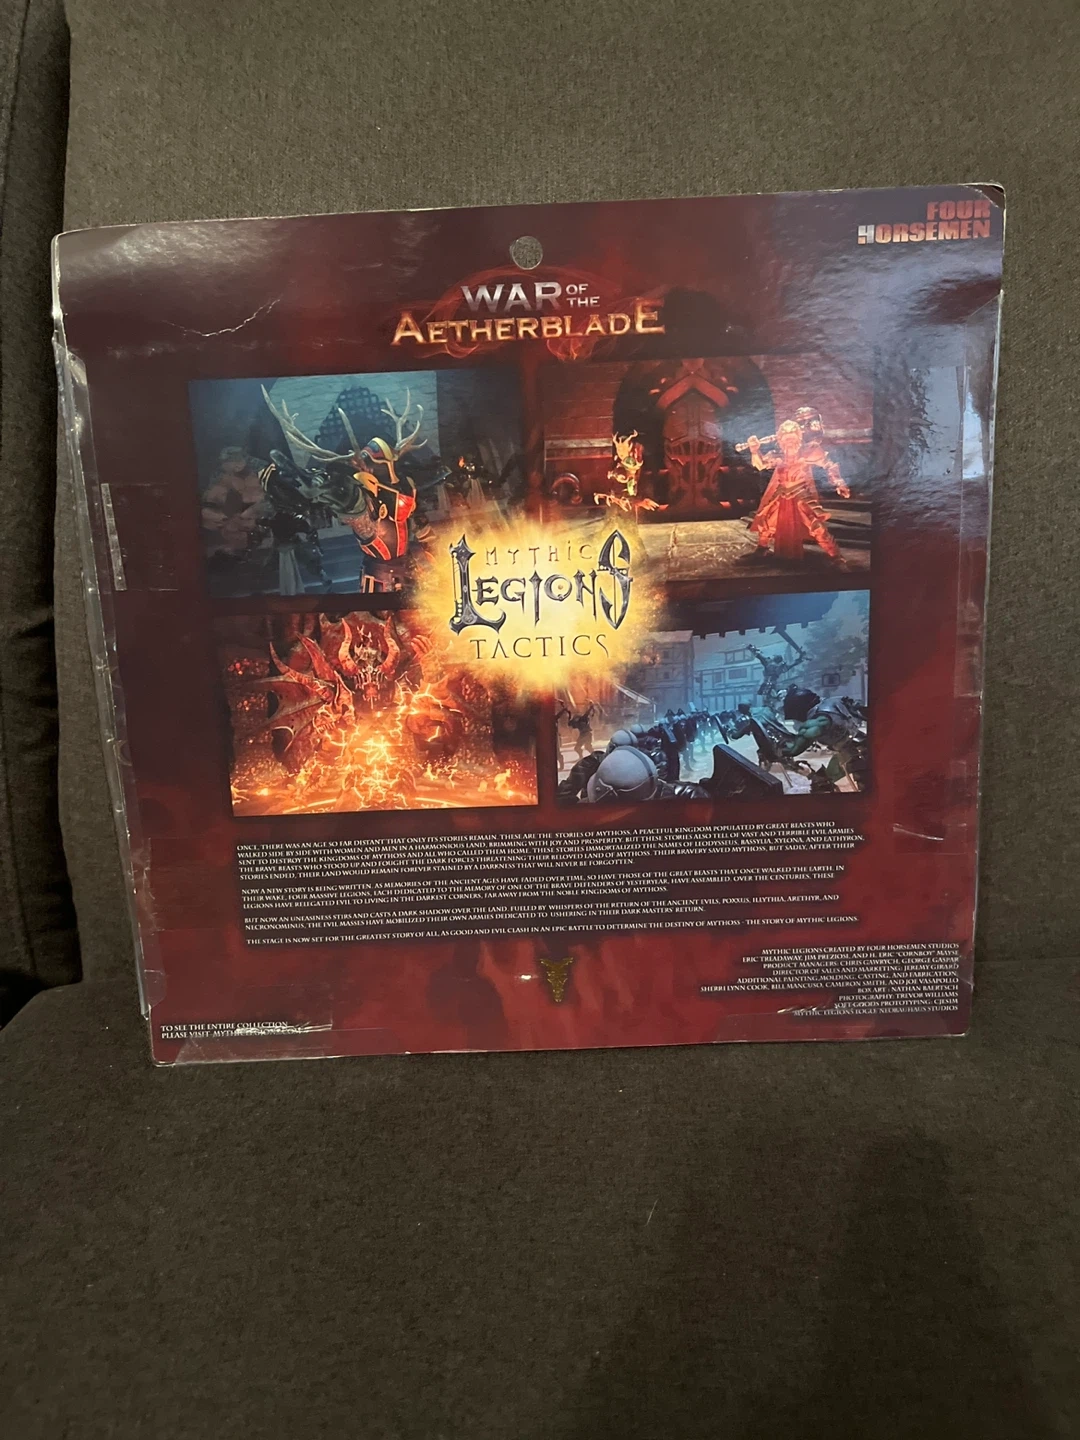 FOUR
HORSEMEN
WAR OF THE
AETHERBLADE
MYTHIC
LEGIONS
TACTICS
ONCE, THERE WAS AN AGE SO FAR DISTANT THAT ONLY ITS STORIES REMAIN. THESE ARE THE STORIES OF MYTHOSS, A PEACEFUL KINGDOM POPULATED BY GREAT BEASTS WHO
WALKED SIDE BY SIDE WITH WOMEN AND MEN IN A HARMONIOUS LAND, BRIMMING WITH JOY AND PROSPERITY. BUT THESE STORIES ALSO TELL OF VAST AND TERRIBLE EVIL ARMIES
SENT TO DESTROY THE KINGDOMS OF MYTHOSS AND ALL WHO CALLED THEM HOME. THESE STORIES IMMORTALIZED THE NAMES OF LEODYSSEUS, BASSYLIA, XYLONA, AND EATHYRON,
THE BRAVE BEASTS WHO STOOD UP AND FOUGHT THE DARK FORCES THREATENING THEIR BELOVED LAND OF MYTHOSS. THEIR BRAVERY SAVED MYTHOSS, BUT SADLY, AFTER THEIR
STORIES ENDED, THEIR LAND WOULD REMAIN FOREVER STAINED BY A DARKNESS THAT WILL NEVER BE FORGOTTEN.
NOW A NEW STORY IS BEING WRITTEN. AS MEMORIES OF THE ANCIENT AGES HAVE FADED OVER TIME, SO HAVE THOSE OF THE GREAT BEASTS THAT ONCE WALKED THE EARTH. IN
THEIR WAKE, FOUR MASSIVE LEGIONS, EACH DEDICATED TO THE MEMORY OF ONE OF THE BRAVE DEFENDERS OF YESTERYEAR, HAVE ASSEMBLED. OVER THE CENTURIES, THESE
LEGIONS HAVE RELEGATED EVIL TO LIVING IN THE DARKEST CORNERS, FAR AWAY FROM THE NOBLE KINGDOMS OF MYTHOSS.
BUT NOW AN UNEASINESS STIRS AND CASTS A DARK SHADOW OVER THE LAND. FUELED BY WHISPERS OF THE RETURN OF THE ANCIENT EVILS, POXXUS, ILLYTHIA, ARETHYR, AND
NECRONOMINUS, THE EVIL MASSES HAVE MOBILIZED THEIR OWN ARMIES DEDICATED TO USHERING IN THEIR DARK MASTERS' RETURN.
THE STAGE IS NOW SET FOR THE GREATEST STORY OF ALL, AS GOOD AND EVIL CLASH IN AN EPIC BATTLE TO DETERMINE THE DESTINY OF MYTHOSS - THE STORY OF MYTHIC LEGIONS.
MYTHIC LEGIONS CREATED BY FOUR HORSEMEN STUDIOS
ERIC TREADAWAY, JIM PREZIOSI, AND H. ERIC "CORNBOY" MAYSE
PRODUCT MANAGERS: CHRIS GAWRYCH, GEORGE GASPAR
DIRECTOR OF SALES AND MARKETING: JEREMY GIRARD
ADDITIONAL PAINTING, MOLDING, CASTING, AND FABRICATION,
SHERRI LYNN COOK, BILL MANCUSO, CAMERON SMITH, AND JOE VASAPOLLO
BOX ART : NATHAN BAERTSCH
PHOTOGRAPHY: TREVOR WILLIAMS
SOFT GOODS PROTOTYPING: CJESIM
MYTHIC LEGIONS LOGO: NEOBAUHAUS STUDIOS
TO SEE THE ENTIRE COLLECTION
PLEASE VISIT MYTHICLEGIONS.COM